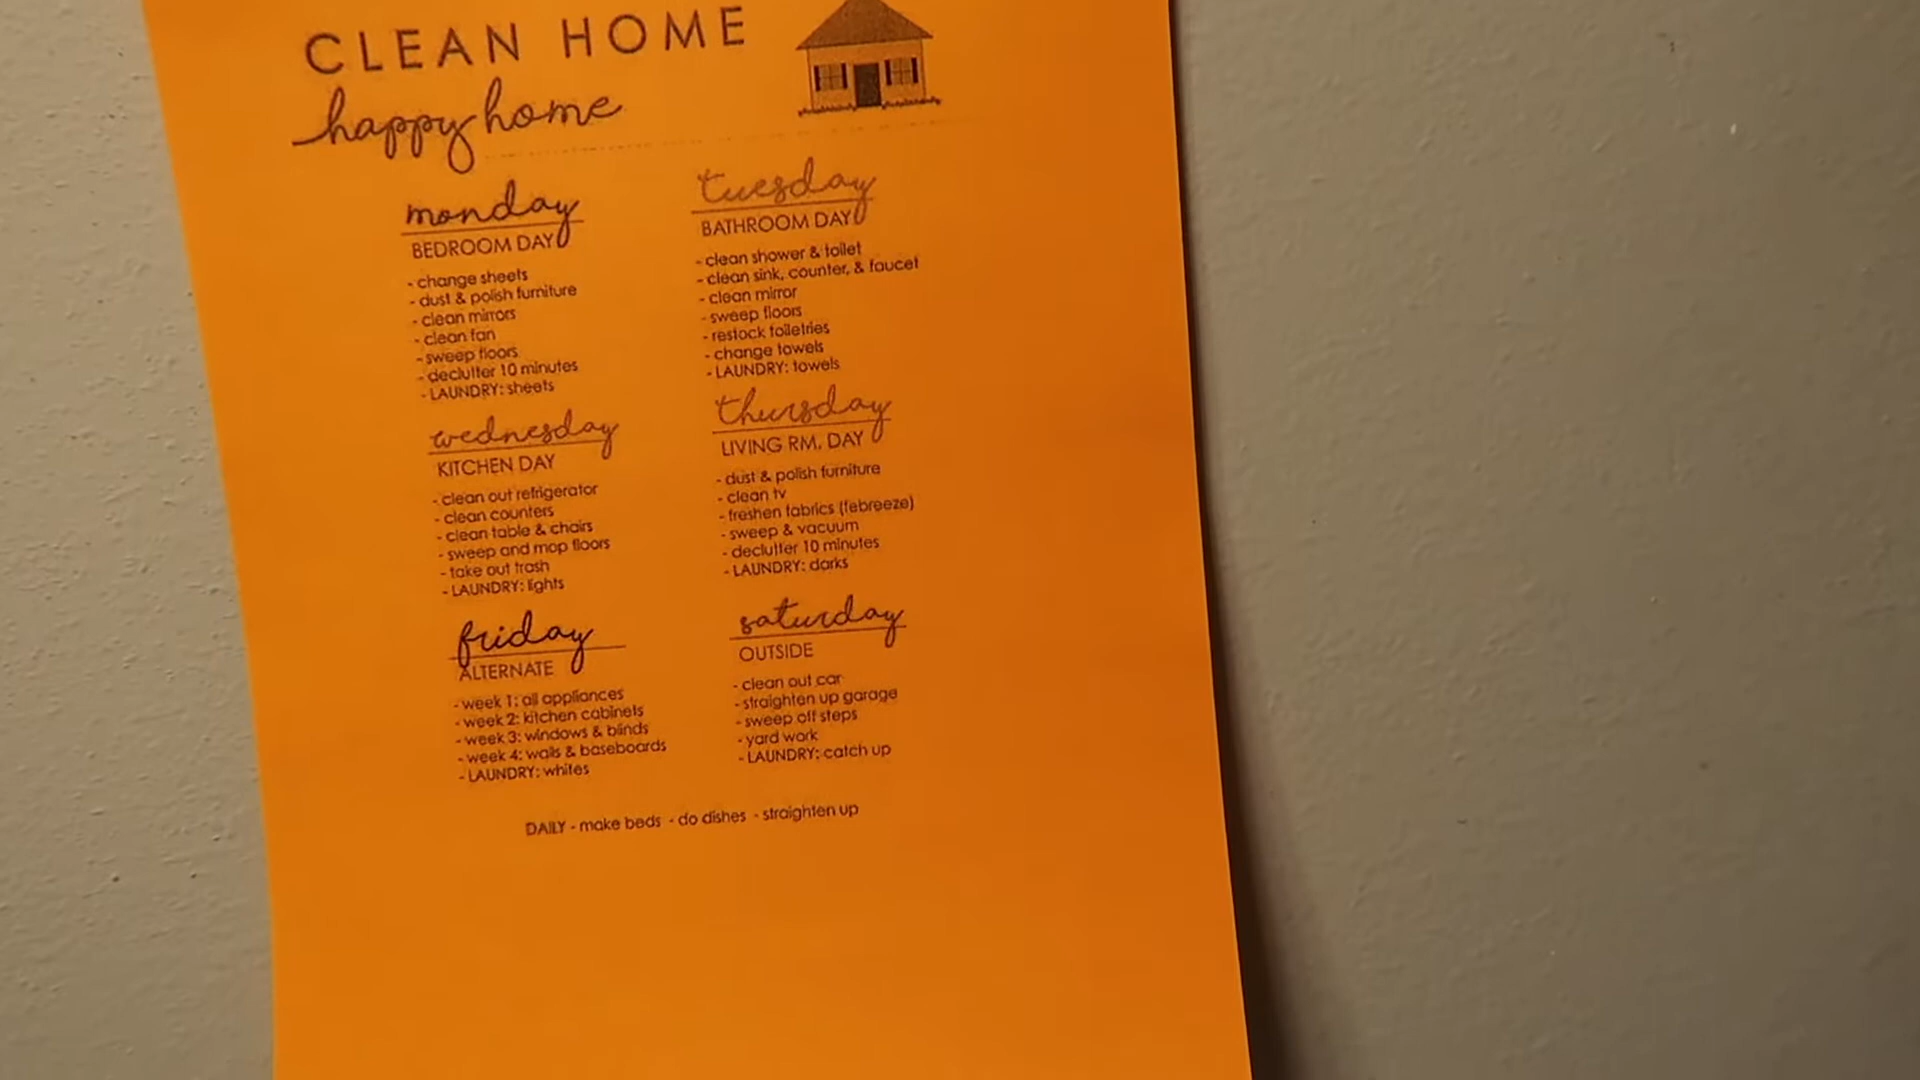 CLEAN HOME
happy home
monday
BEDROOM DAY
- change sheets
- dust & polish furniture
- clean mirrors
- clean fan
- sweep floors
- declutter 10 minutes
- LAUNDRY: sheets
tuesday
BATHROOM DAY
- clean shower & toilet
- clean sink, counter, & faucet
- clean mirror
- sweep floors
- restock toiletries
- change towels
- LAUNDRY: towels
wednesday
KITCHEN DAY
- clean out refrigerator
- clean counters
- clean table & chairs
- sweep and mop floors
- take out trash
- LAUNDRY: lights
thursday
LIVING RM. DAY
- dust & polish furniture
- clean tv
- freshen fabrics (febreeze)
- sweep & vacuum
- declutter 10 minutes
- LAUNDRY: darks
friday
ALTERNATE
- week 1: all appliances
- week 2: kitchen cabinets
- week 3: windows & blinds
- week 4: walls & baseboards
- LAUNDRY: whites
saturday
OUTSIDE
- clean out car
- straighten up garage
- sweep off steps
- yard work
- LAUNDRY: catch up
DAILY - make beds - do dishes - straighten up